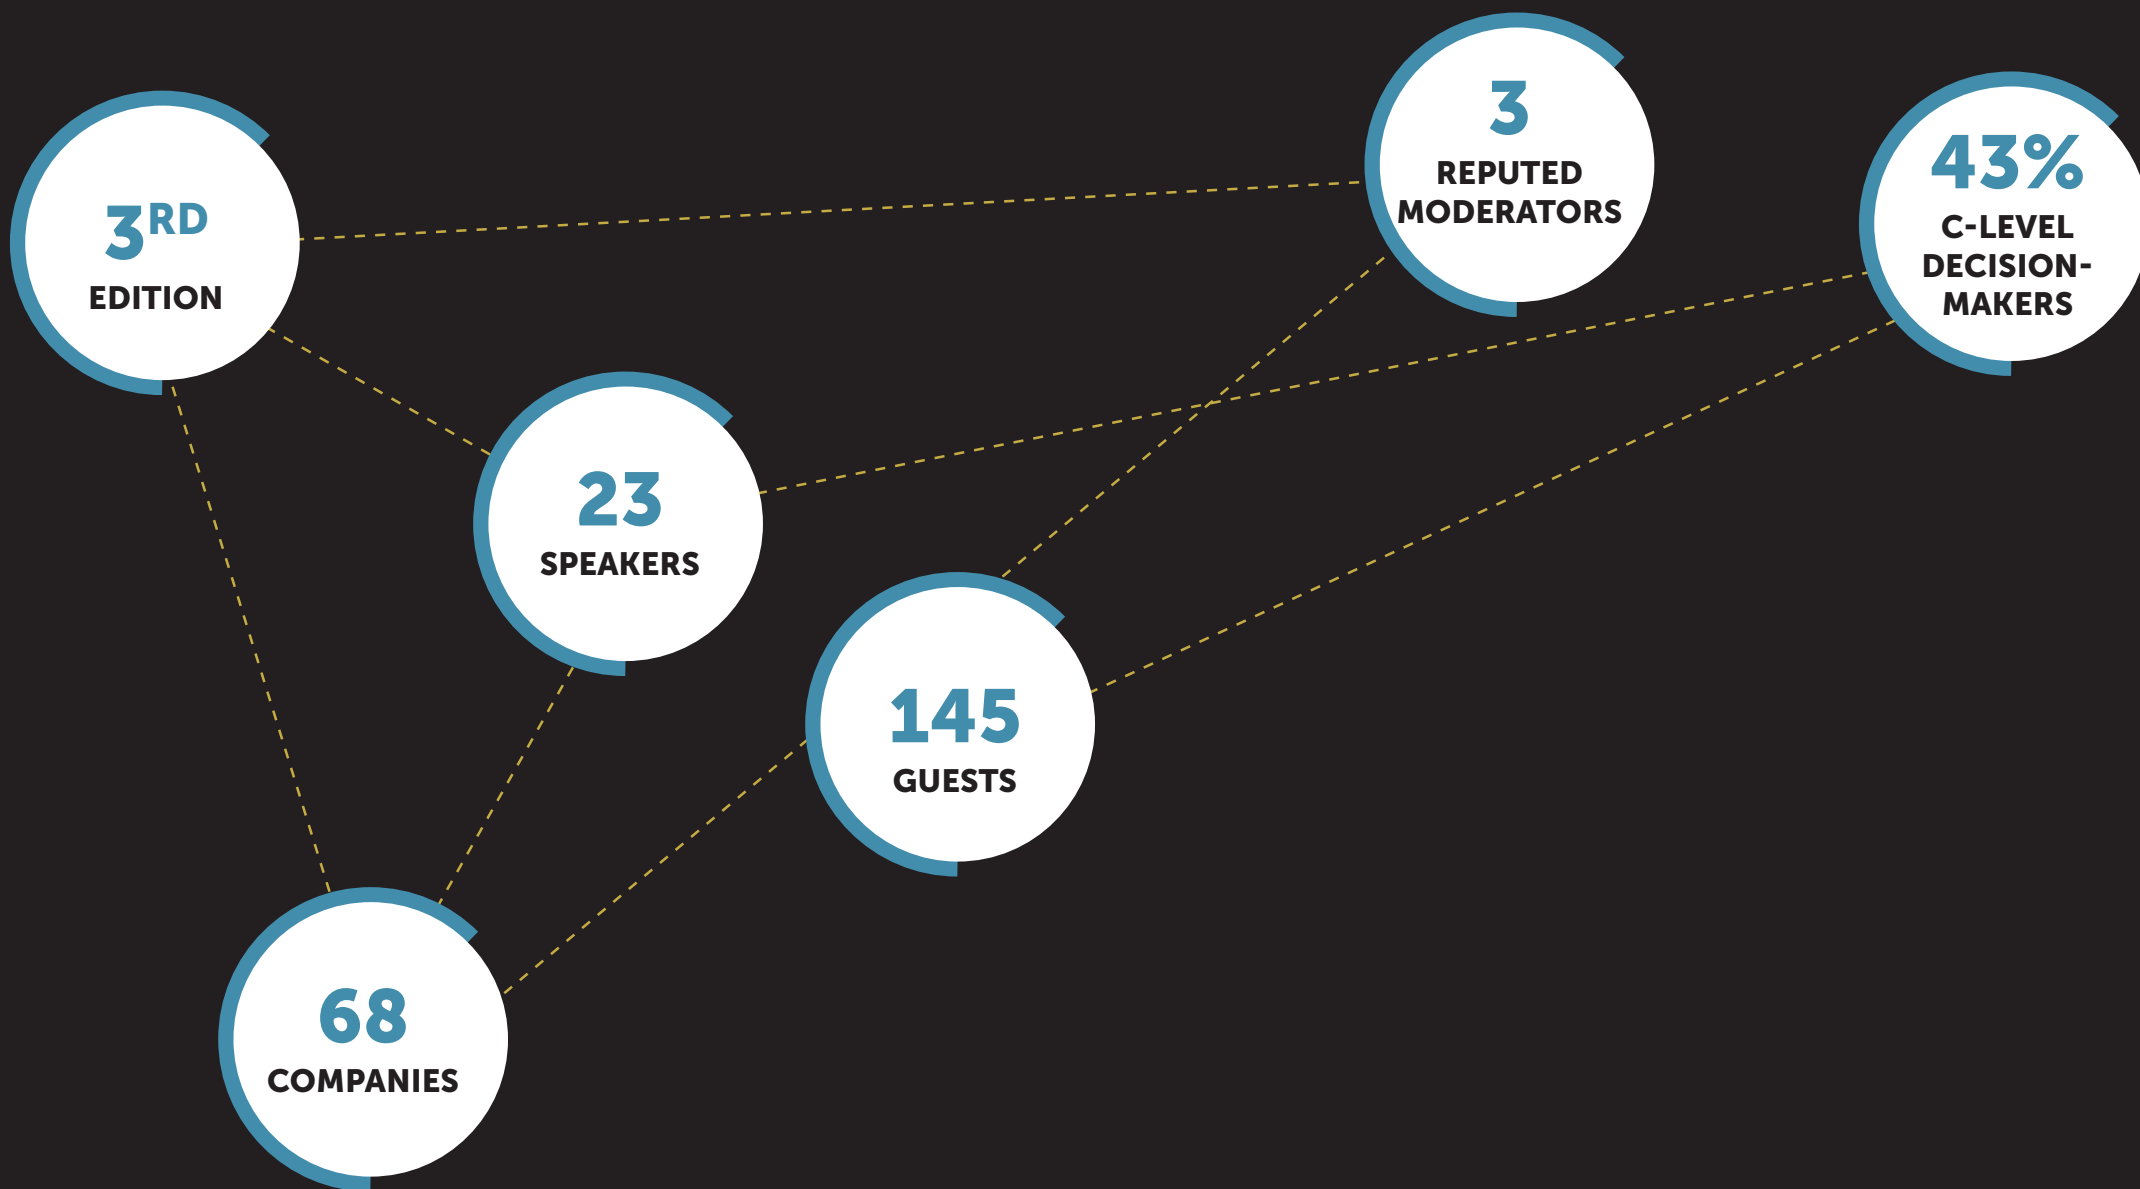 3RD
EDITION
3
REPUTED
MODERATORS
43%
C-LEVEL
DECISION-
MAKERS
23
SPEAKERS
145
GUESTS
68
COMPANIES